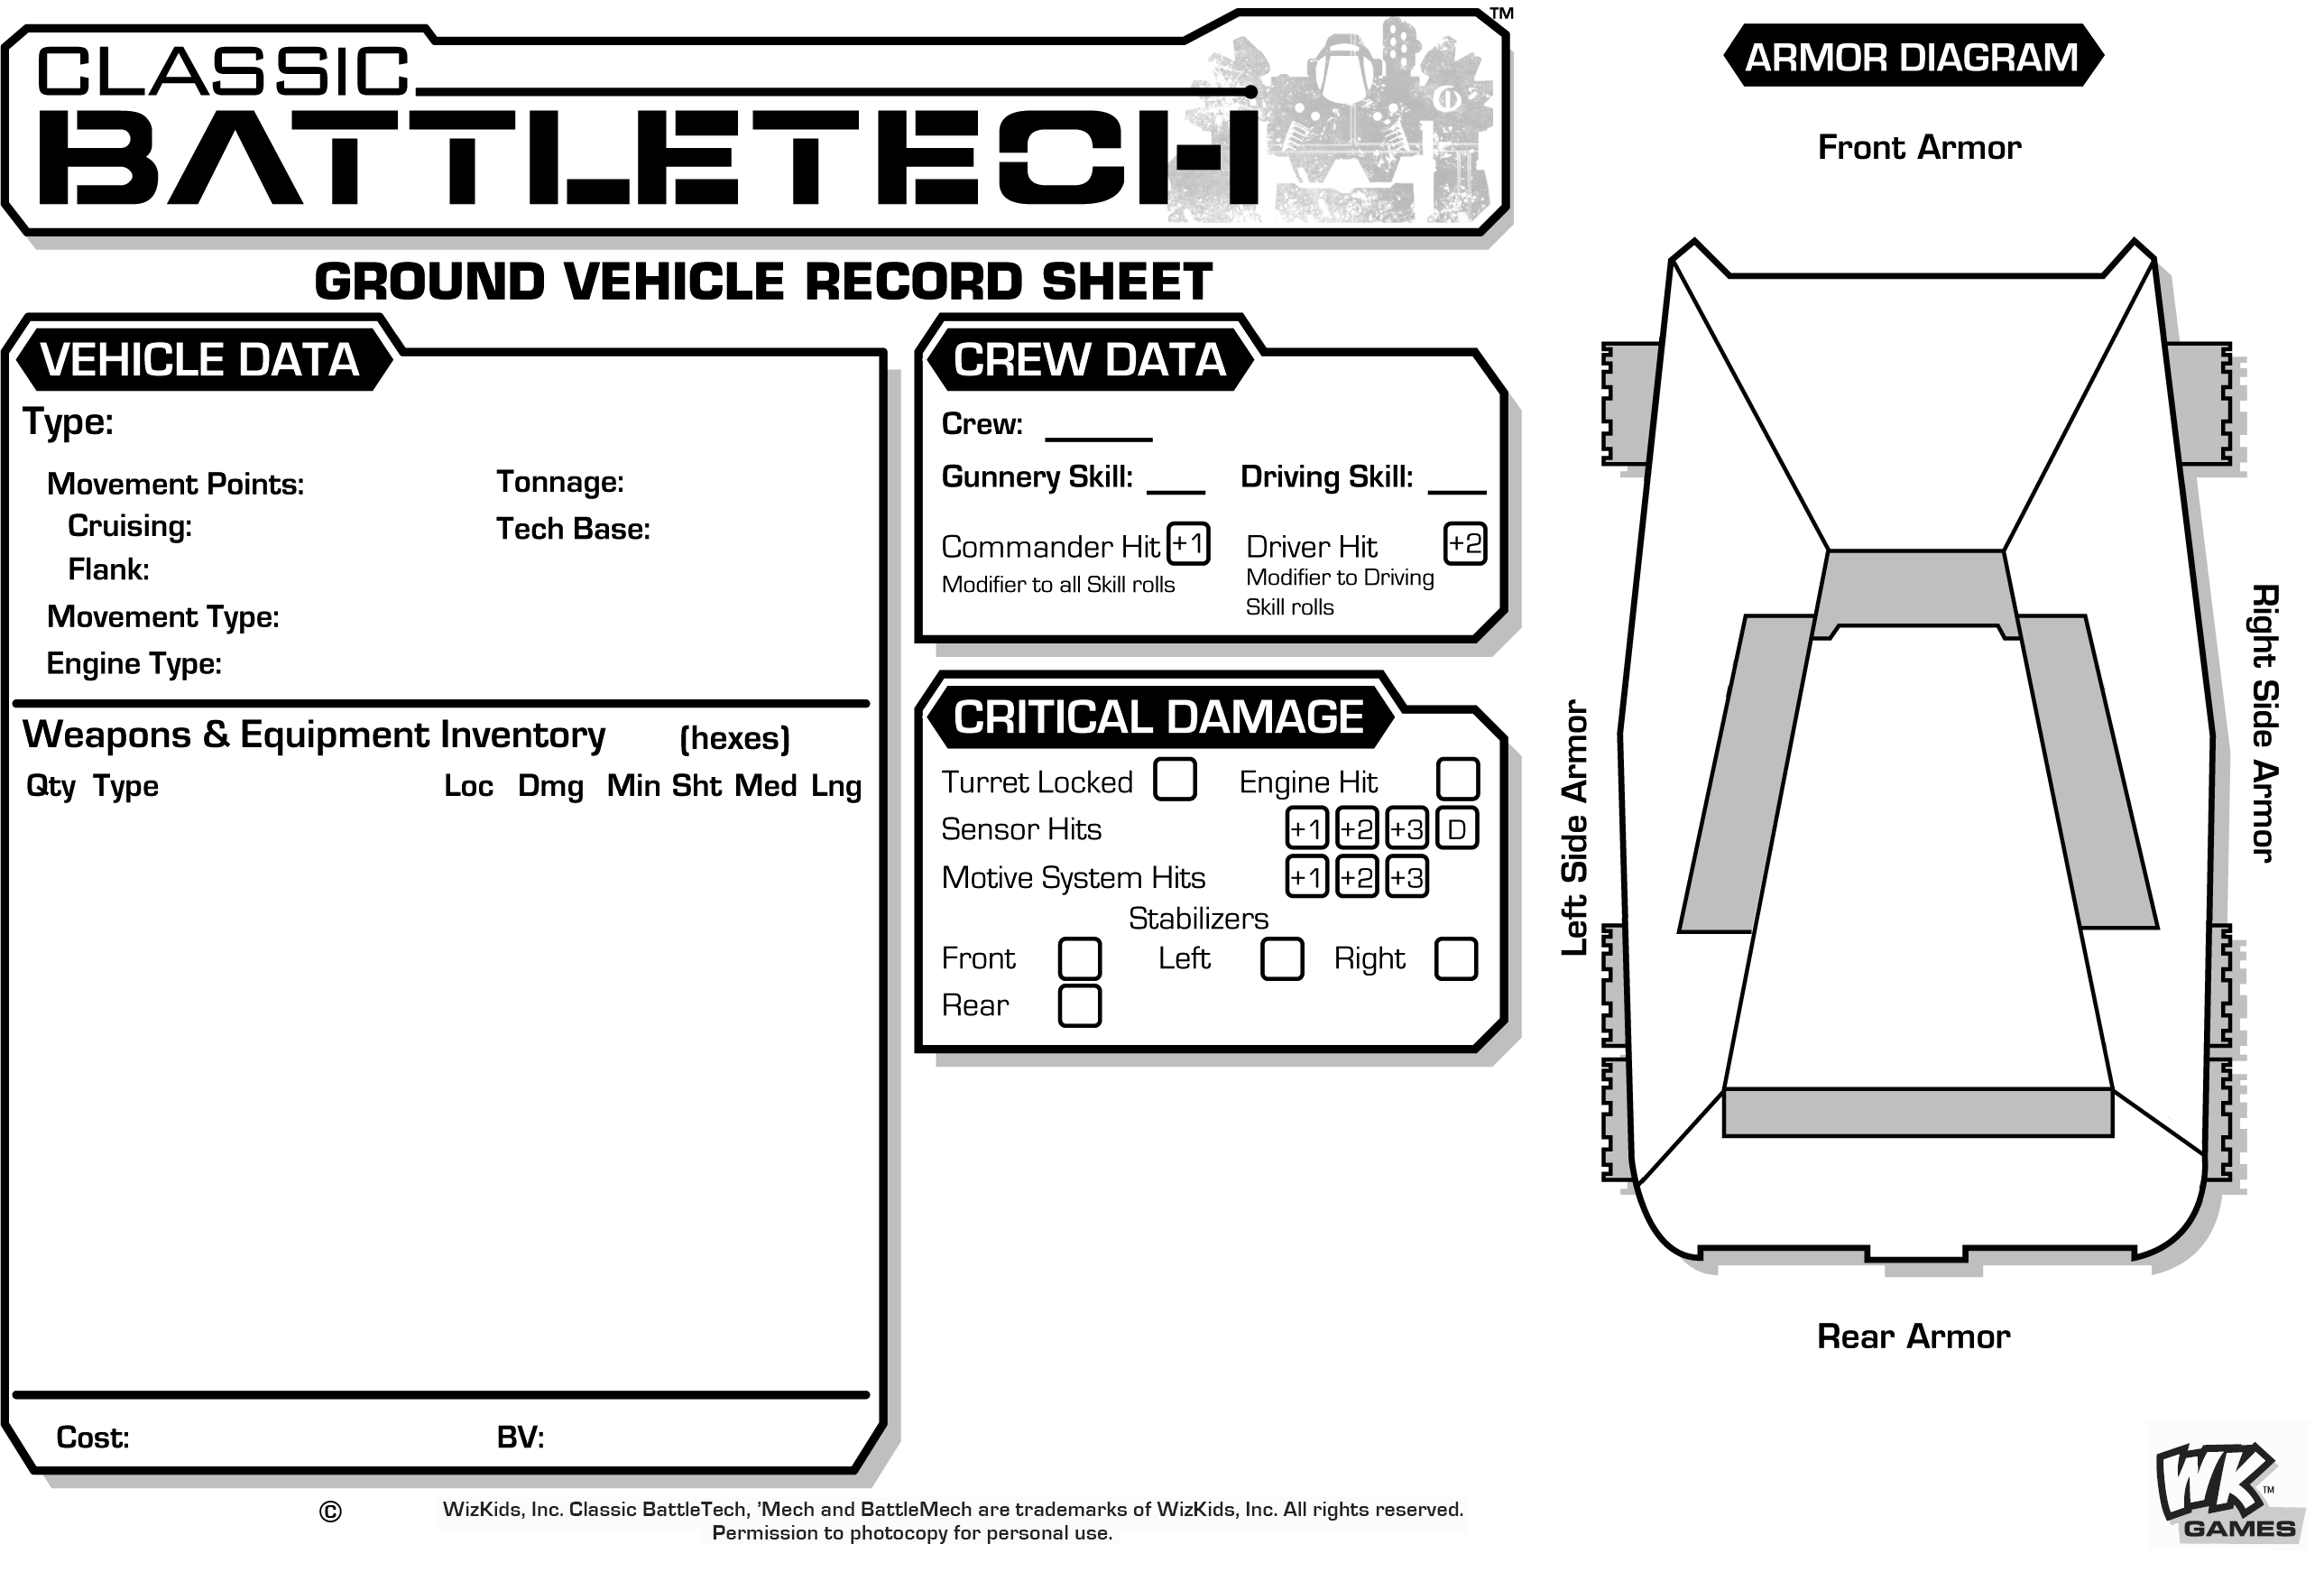 CLASSIC
BATTLETECH
TM
GROUND VEHICLE RECORD SHEET
VEHICLE DATA
Type:
Movement Points:
Tonnage:
Cruising:
Tech Base:
Flank:
Movement Type:
Engine Type:
Weapons & Equipment Inventory (hexes)
Qty Type Loc Dmg Min Sht Med Lng
Cost: BV:
CREW DATA
Crew:
Gunnery Skill: Driving Skill:
Commander Hit +1 Driver Hit +2
Modifier to all Skill rolls
Modifier to Driving
Skill rolls
CRITICAL DAMAGE
Turret Locked Engine Hit
Sensor Hits +1 +2 +3 D
Motive System Hits +1 +2 +3
Stabilizers
Front Left Right
Rear
ARMOR DIAGRAM
Front Armor
Left Side Armor
Right Side Armor
Rear Armor
© WizKids, Inc. Classic BattleTech, ’Mech and BattleMech are trademarks of WizKids, Inc. All rights reserved.
Permission to photocopy for personal use.
WK TM
GAMES